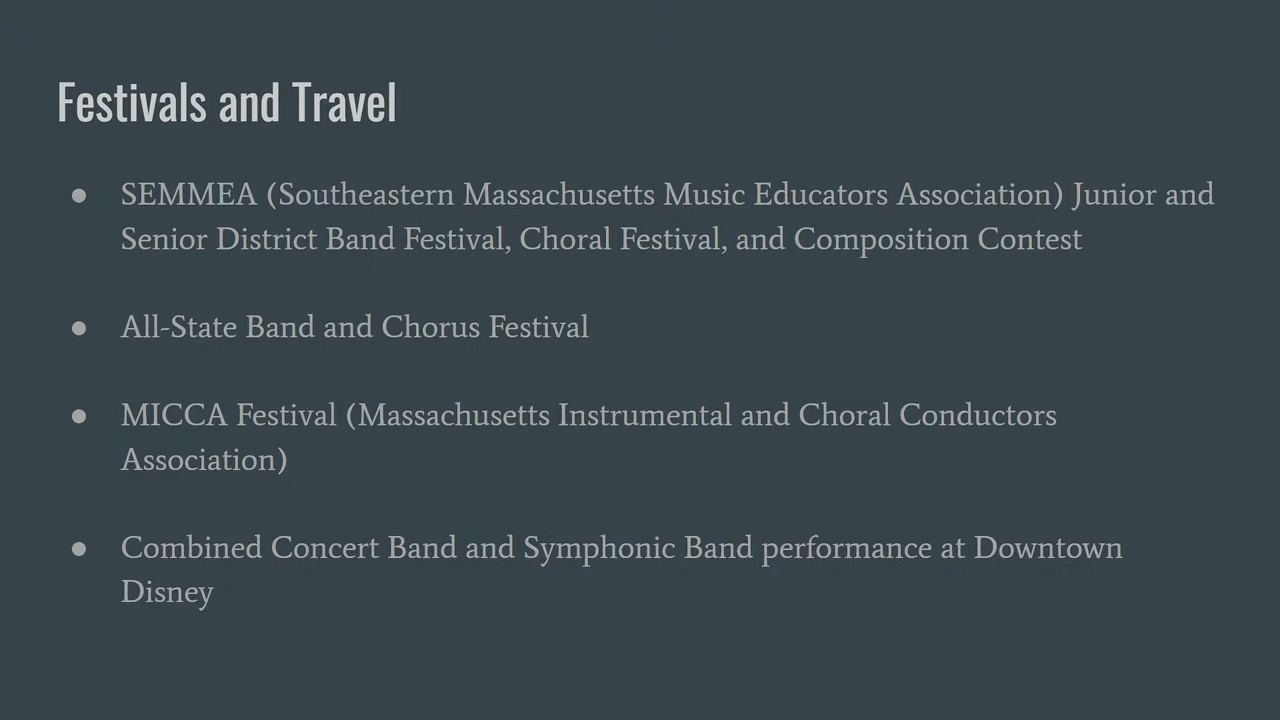 Festivals and Travel
● SEMMEA (Southeastern Massachusetts Music Educators Association) Junior and
Senior District Band Festival, Choral Festival, and Composition Contest
● All-State Band and Chorus Festival
● MICCA Festival (Massachusetts Instrumental and Choral Conductors
Association)
● Combined Concert Band and Symphonic Band performance at Downtown
Disney